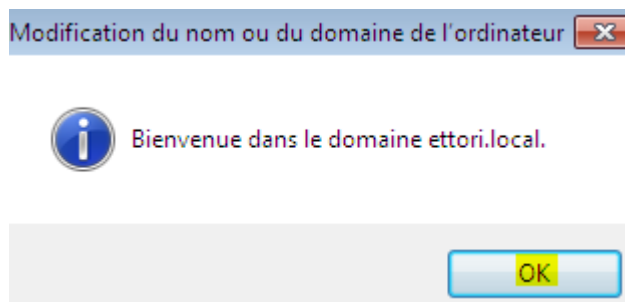 Modification du nom ou du domaine de l'ordinateur
Bienvenue dans le domaine ettori.local.
OK